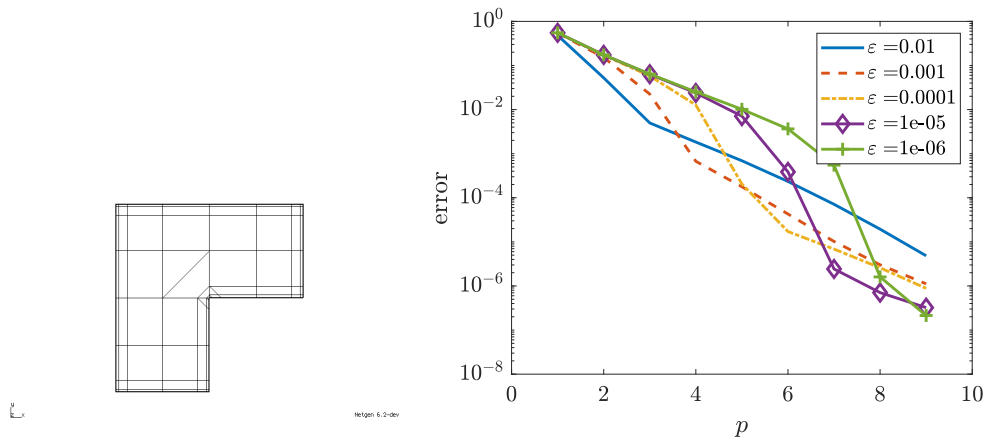 y
z x
Netgen 6.2-dev
10^0
10^-2
10^-4
10^-6
10^-8
error
0 2 4 6 8 10
p
ε =0.01
ε =0.001
ε =0.0001
ε =1e-05
ε =1e-06